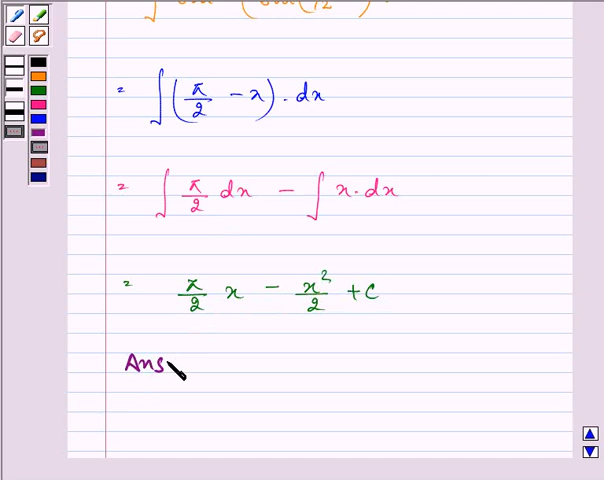 = ∫(π/2 - x).dx
= ∫ π/2 dx - ∫ x.dx
= π/2 x - x²/2 + c
Ans